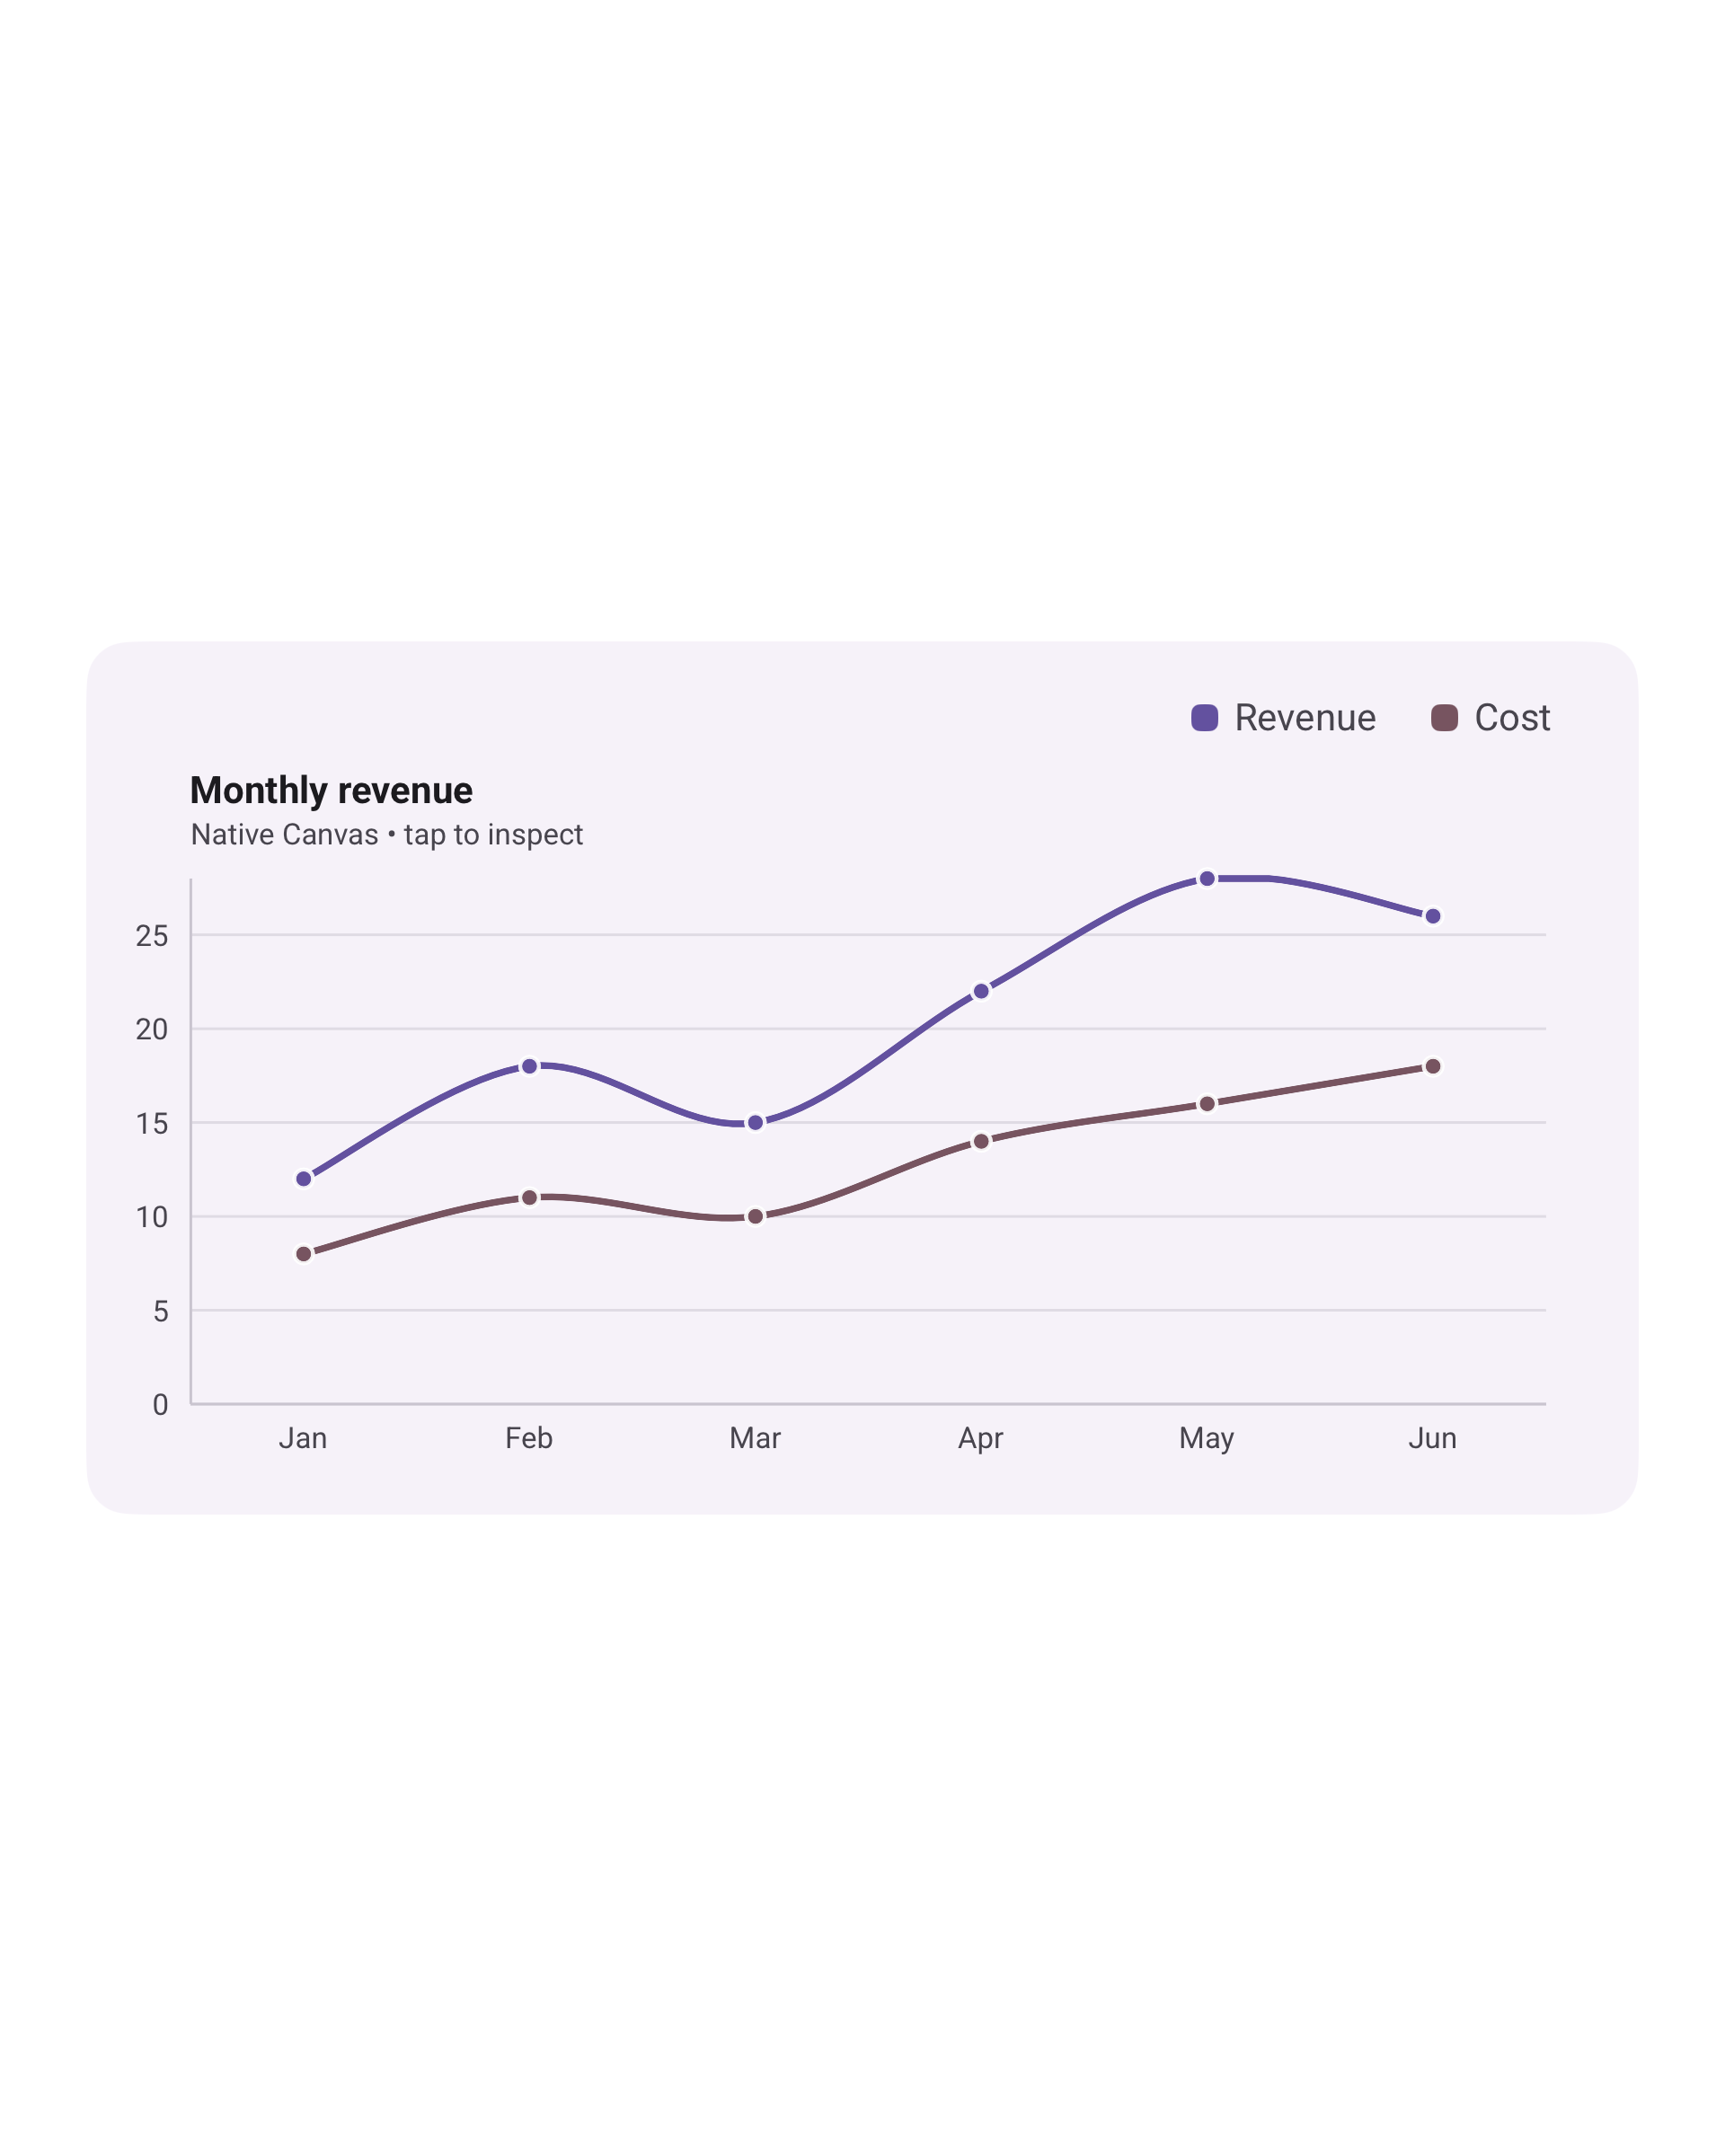 Revenue Cost
Monthly revenue
Native Canvas • tap to inspect
25
20
15
10
5
0
Jan Feb Mar Apr May Jun